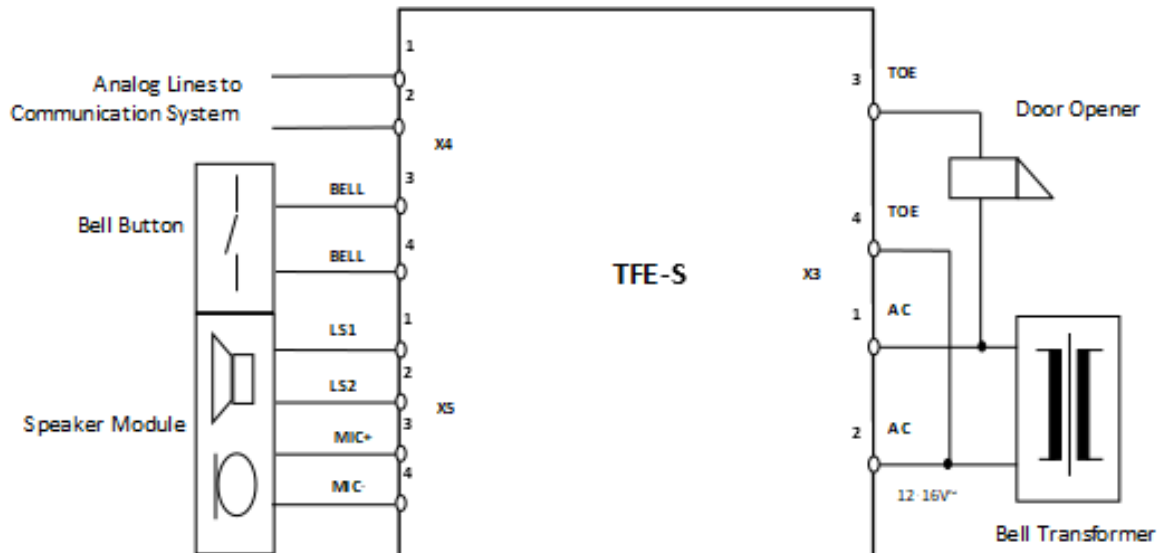 1
Analog Lines to
2
Communication System
X4
3
BELL
Bell Button
4
BELL
1
LS1
2
LS2
X5
3
Speaker Module
MIC+
4
MIC-
TFE-S
3
TOE
Door Opener
4
TOE
X3
1
AC
2
AC
12-16V~
Bell Transformer